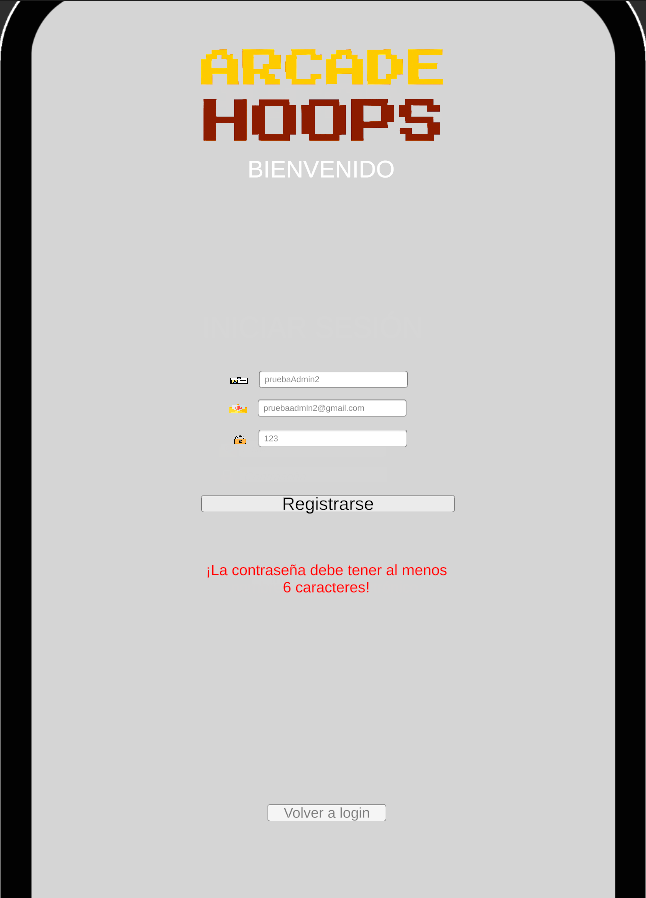 ARCADE
HOOPS
BIENVENIDO
pruebaAdmin2
pruebaadmin2@gmail.com
123
Registrarse
¡La contraseña debe tener al menos
6 caracteres!
Volver a login